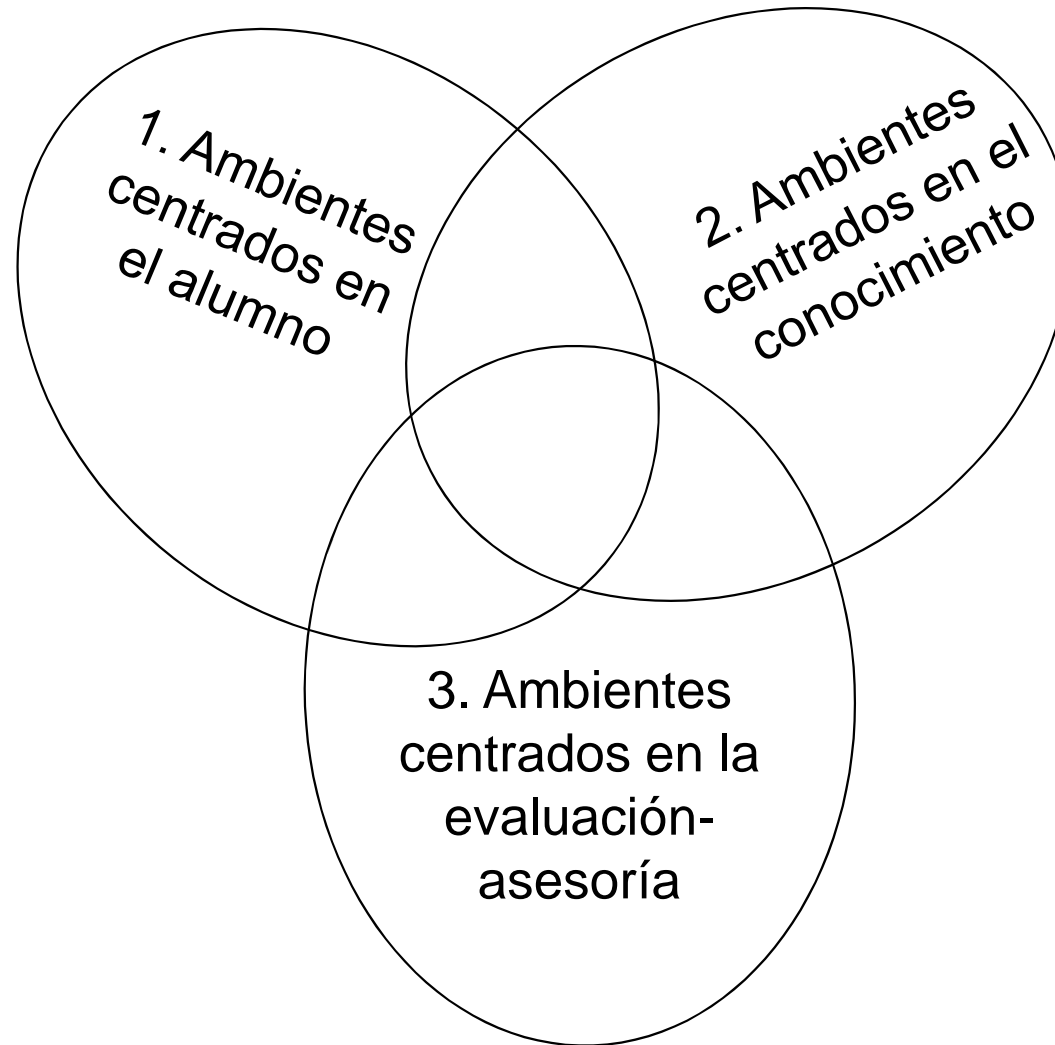 1. Ambientes
centrados en
el alumno
2. Ambientes
centrados en el
conocimiento
3. Ambientes
centrados en la
evaluación-
asesoría